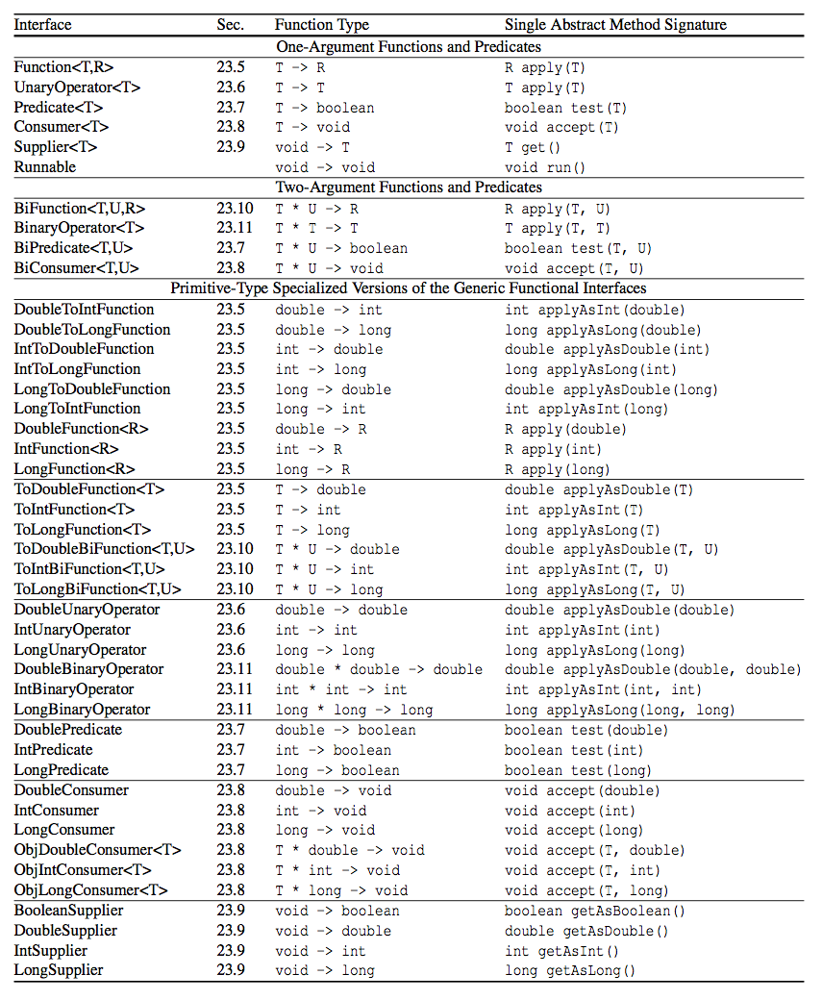 Interface Sec. Function Type Single Abstract Method Signature
One-Argument Functions and Predicates
Function<T,R> 23.5 T -> R R apply(T)
UnaryOperator<T> 23.6 T -> T T apply(T)
Predicate<T> 23.7 T -> boolean boolean test(T)
Consumer<T> 23.8 T -> void void accept(T)
Supplier<T> 23.9 void -> T T get()
Runnable void -> void void run()
Two-Argument Functions and Predicates
BiFunction<T,U,R> 23.10 T * U -> R R apply(T, U)
BinaryOperator<T> 23.11 T * T -> T T apply(T, T)
BiPredicate<T,U> 23.7 T * U -> boolean boolean test(T, U)
BiConsumer<T,U> 23.8 T * U -> void void accept(T, U)
Primitive-Type Specialized Versions of the Generic Functional Interfaces
DoubleToIntFunction 23.5 double -> int int applyAsInt(double)
DoubleToLongFunction 23.5 double -> long long applyAsLong(double)
IntToDoubleFunction 23.5 int -> double double applyAsDouble(int)
IntToLongFunction 23.5 int -> long long applyAsLong(int)
LongToDoubleFunction 23.5 long -> double double applyAsDouble(long)
LongToIntFunction 23.5 long -> int int applyAsInt(long)
DoubleFunction<R> 23.5 double -> R R apply(double)
IntFunction<R> 23.5 int -> R R apply(int)
LongFunction<R> 23.5 long -> R R apply(long)
ToDoubleFunction<T> 23.5 T -> double double applyAsDouble(T)
ToIntFunction<T> 23.5 T -> int int applyAsInt(T)
ToLongFunction<T> 23.5 T -> long long applyAsLong(T)
ToDoubleBiFunction<T,U> 23.10 T * U -> double double applyAsDouble(T, U)
ToIntBiFunction<T,U> 23.10 T * U -> int int applyAsInt(T, U)
ToLongBiFunction<T,U> 23.10 T * U -> long long applyAsLong(T, U)
DoubleUnaryOperator 23.6 double -> double double applyAsDouble(double)
IntUnaryOperator 23.6 int -> int int applyAsInt(int)
LongUnaryOperator 23.6 long -> long long applyAsLong(long)
DoubleBinaryOperator 23.11 double * double -> double double applyAsDouble(double, double)
IntBinaryOperator 23.11 int * int -> int int applyAsInt(int, int)
LongBinaryOperator 23.11 long * long -> long long applyAsLong(long, long)
DoublePredicate 23.7 double -> boolean boolean test(double)
IntPredicate 23.7 int -> boolean boolean test(int)
LongPredicate 23.7 long -> boolean boolean test(long)
DoubleConsumer 23.8 double -> void void accept(double)
IntConsumer 23.8 int -> void void accept(int)
LongConsumer 23.8 long -> void void accept(long)
ObjDoubleConsumer<T> 23.8 T * double -> void void accept(T, double)
ObjIntConsumer<T> 23.8 T * int -> void void accept(T, int)
ObjLongConsumer<T> 23.8 T * long -> void void accept(T, long)
BooleanSupplier 23.9 void -> boolean boolean getAsBoolean()
DoubleSupplier 23.9 void -> double double getAsDouble()
IntSupplier 23.9 void -> int int getAsInt()
LongSupplier 23.9 void -> long long getAsLong()